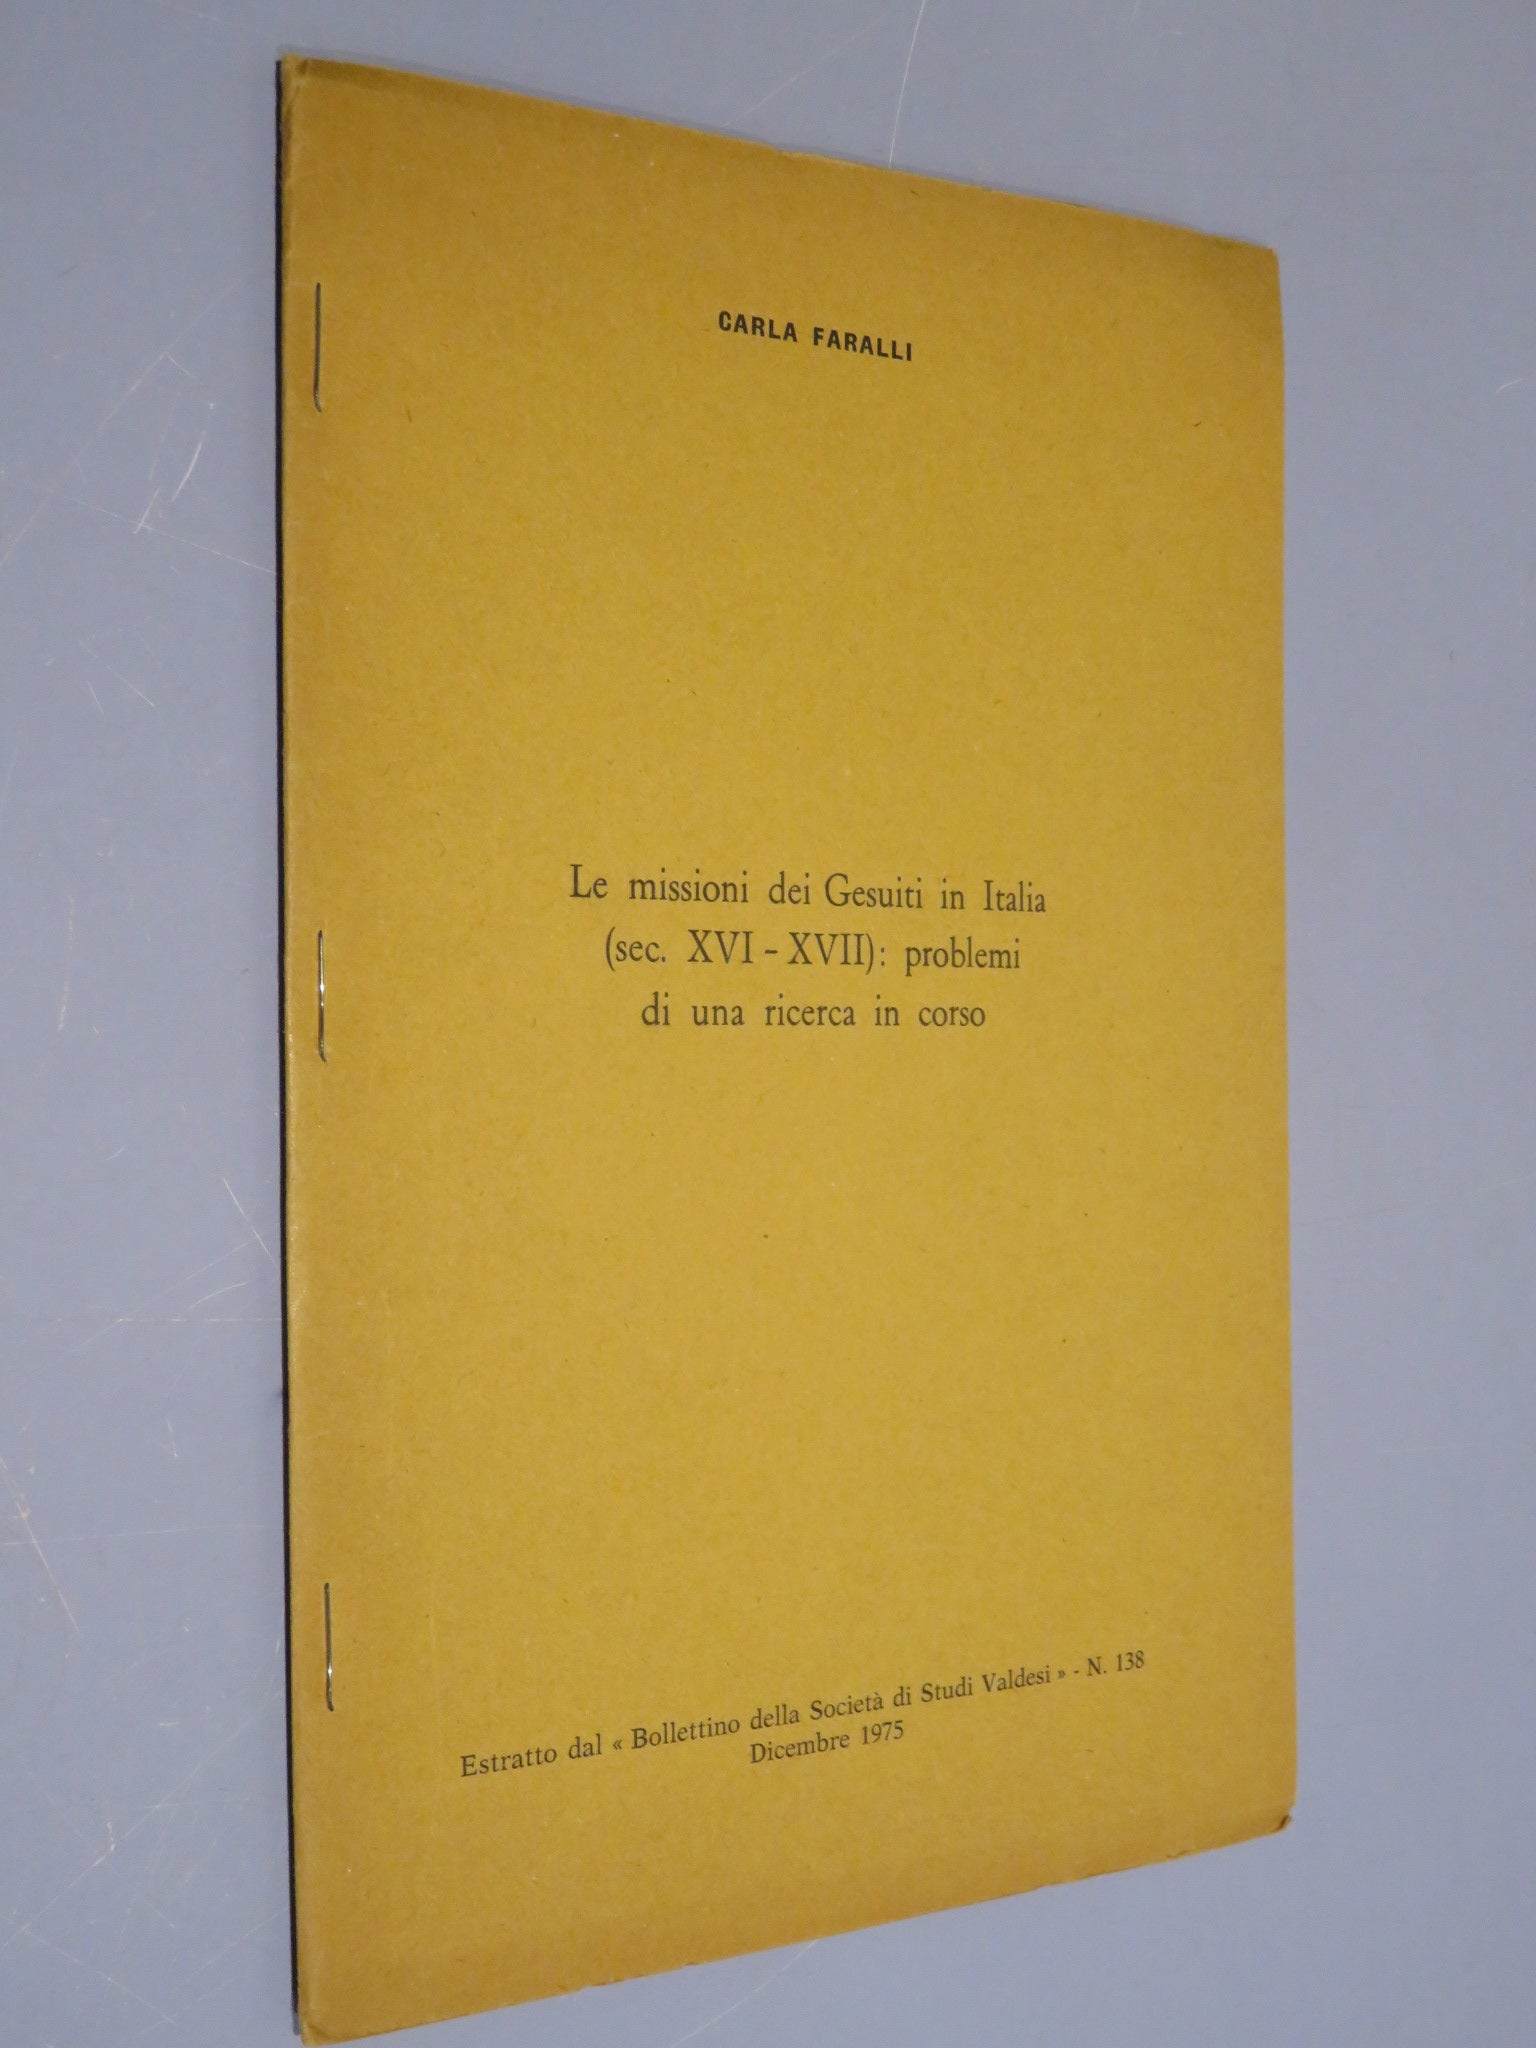 CARLA FARALLI
Le missioni dei Gesuiti in Italia
(sec. XVI - XVII): problemi
di una ricerca in corso
Estratto dal « Bollettino della Società di Studi Valdesi » - N. 138
Dicembre 1975